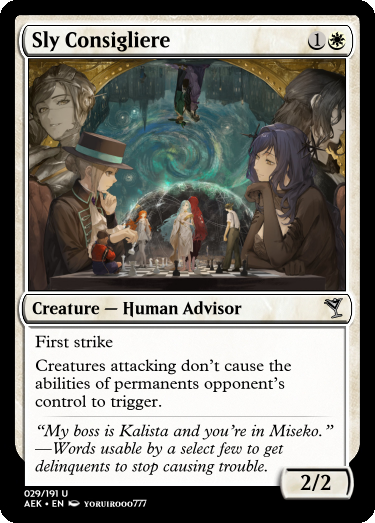 Sly Consigliere 1
Creature — Human Advisor
First strike
Creatures attacking don't cause the
abilities of permanents opponent's
control to trigger.
“My boss is Kalista and you're in Miseko.”
—Words usable by a select few to get
delinquents to stop causing trouble.
2/2
029/191 U
AEK • EN YORUIROOO777